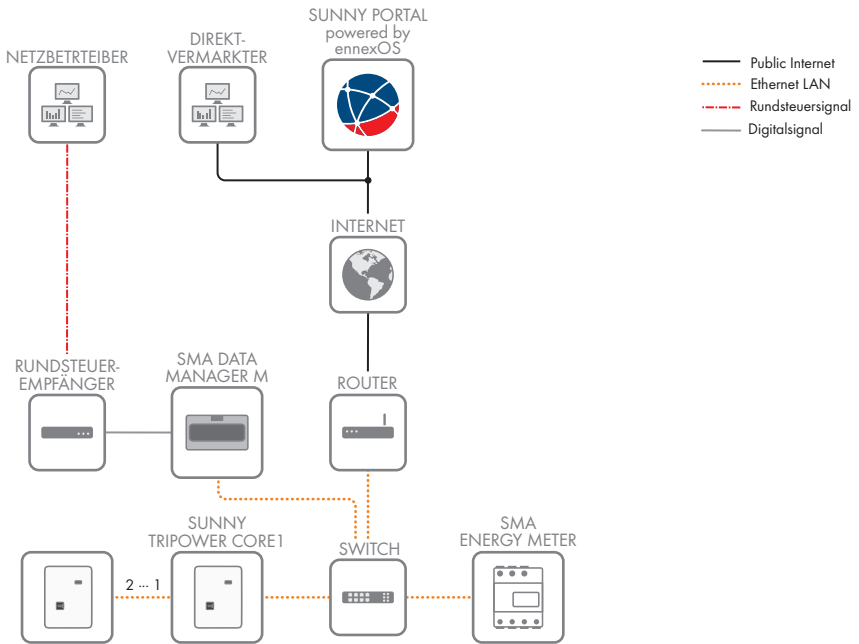 SUNNY PORTAL
powered by
ennexOS
DIREKT-
VERMARKTER
NETZBETRTEIBER
Public Internet
Ethernet LAN
Rundsteuersignal
Digitalsignal
INTERNET
RUNDSTEUER-
EMPFÄNGER
SMA DATA
MANAGER M
ROUTER
SUNNY
TRIPOWER CORE1
SWITCH
SMA
ENERGY METER
2 ··· 1